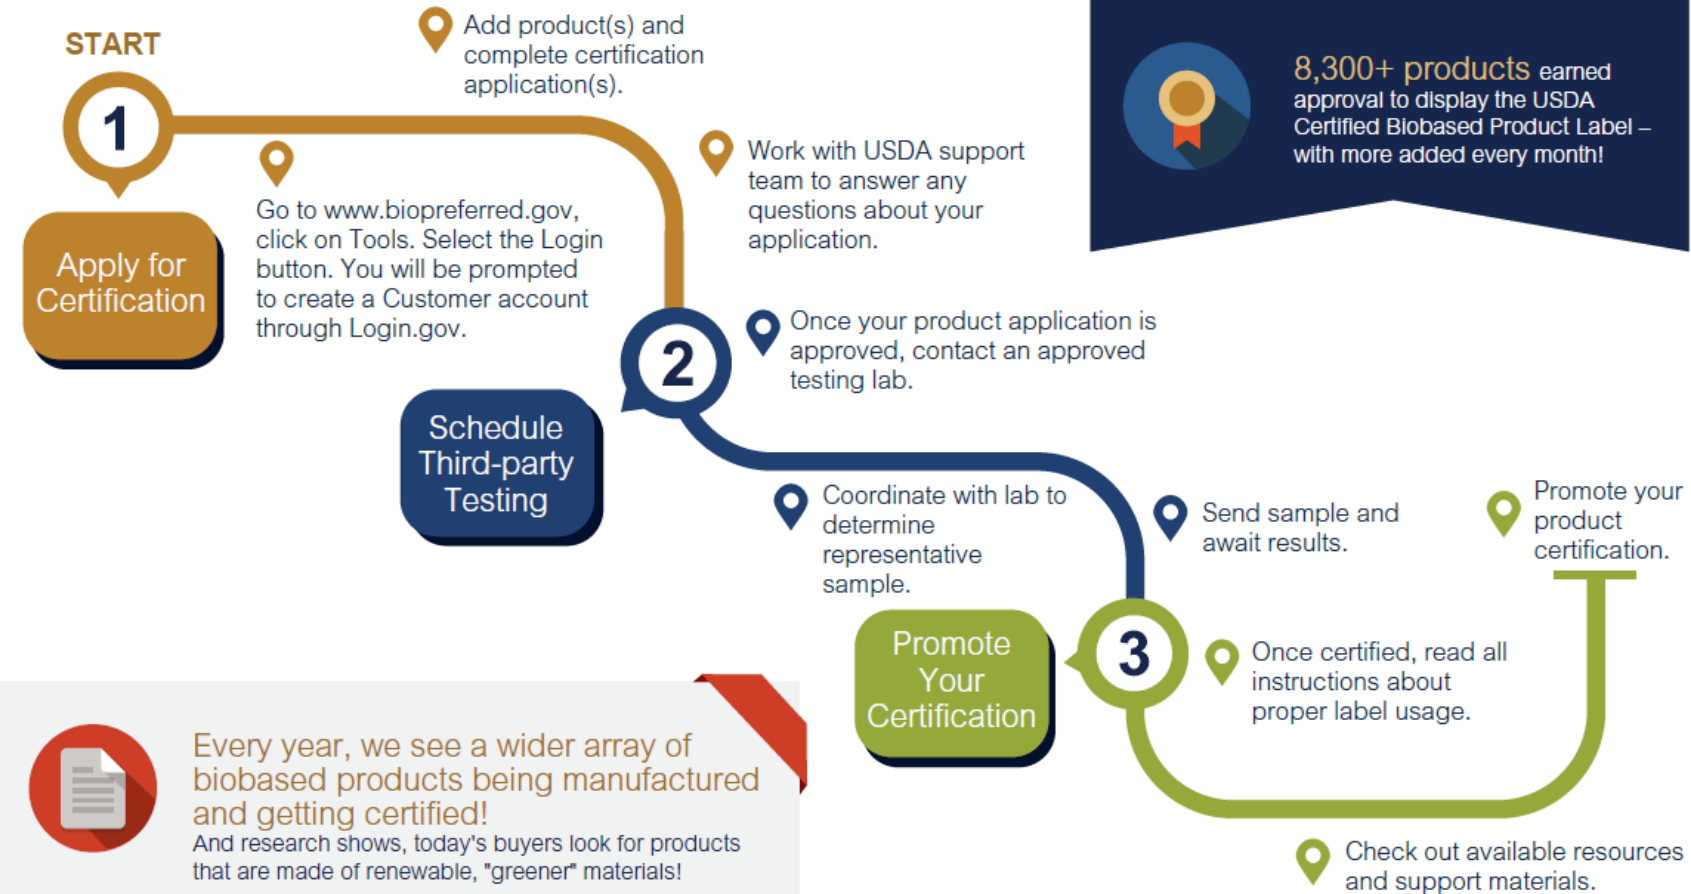 START
1
Apply for
Certification
Go to www.biopreferred.gov,
click on Tools. Select the Login
button. You will be prompted
to create a Customer account
through Login.gov.
Add product(s) and
complete certification
application(s).
Work with USDA support
team to answer any
questions about your
application.
8,300+ products earned
approval to display the USDA
Certified Biobased Product Label –
with more added every month!
2
Schedule
Third-party
Testing
Once your product application is
approved, contact an approved
testing lab.
Coordinate with lab to
determine
representative
sample.
Send sample and
await results.
3
Promote
Your
Certification
Once certified, read all
instructions about
proper label usage.
Check out available resources
and support materials.
Promote your
product
certification.
Every year, we see a wider array of
biobased products being manufactured
and getting certified!
And research shows, today's buyers look for products
that are made of renewable, "greener" materials!